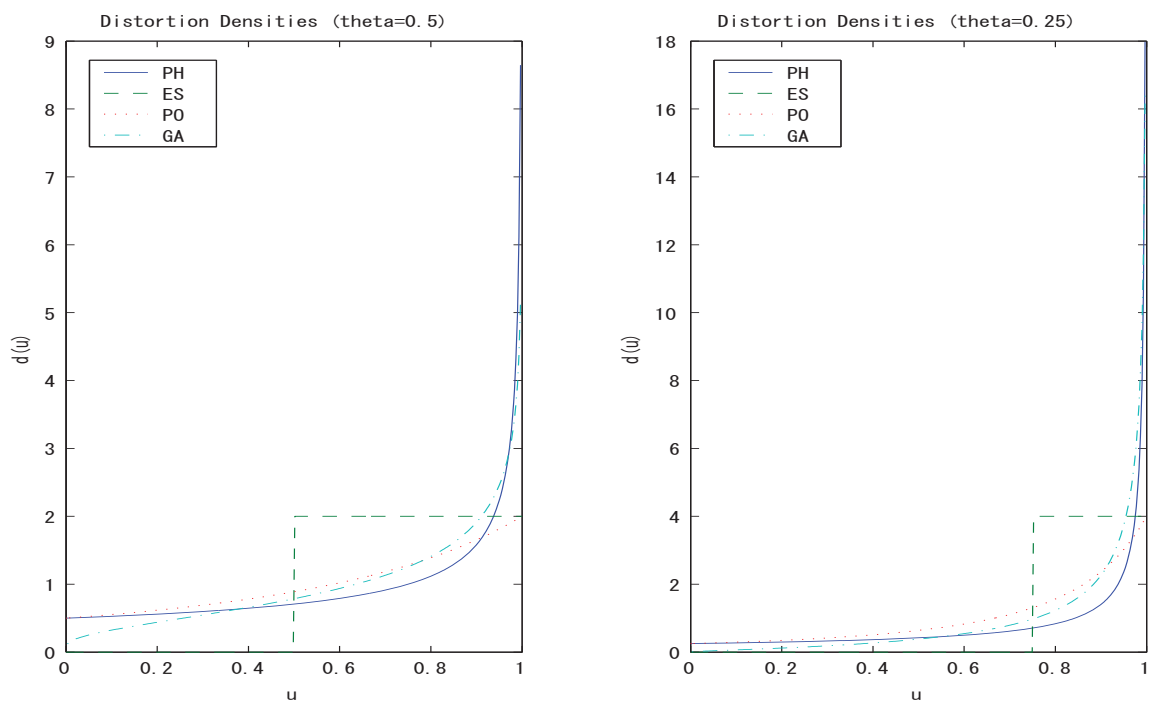 Distortion Densities (theta=0.5)
9
8
7
6
5
4
3
2
1
0
d(u)
PH
ES
PO
GA
0 0.2 0.4 0.6 0.8 1
u
Distortion Densities (theta=0.25)
18
16
14
12
10
8
6
4
2
0
d(u)
PH
ES
PO
GA
0 0.2 0.4 0.6 0.8 1
u